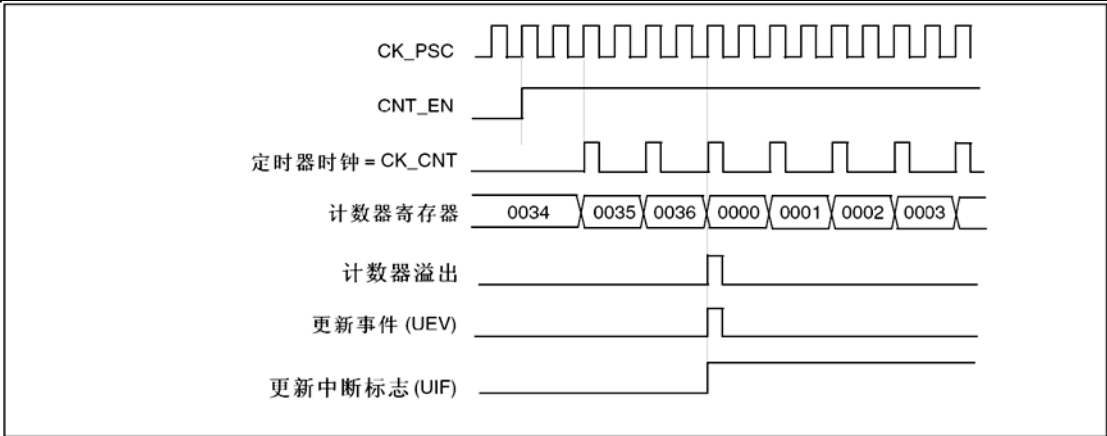 CK_PSC
CNT_EN
定时器时钟 = CK_CNT
计数器寄存器 0034 0035 0036 0000 0001 0002 0003
计数器溢出
更新事件 (UEV)
更新中断标志 (UIF)